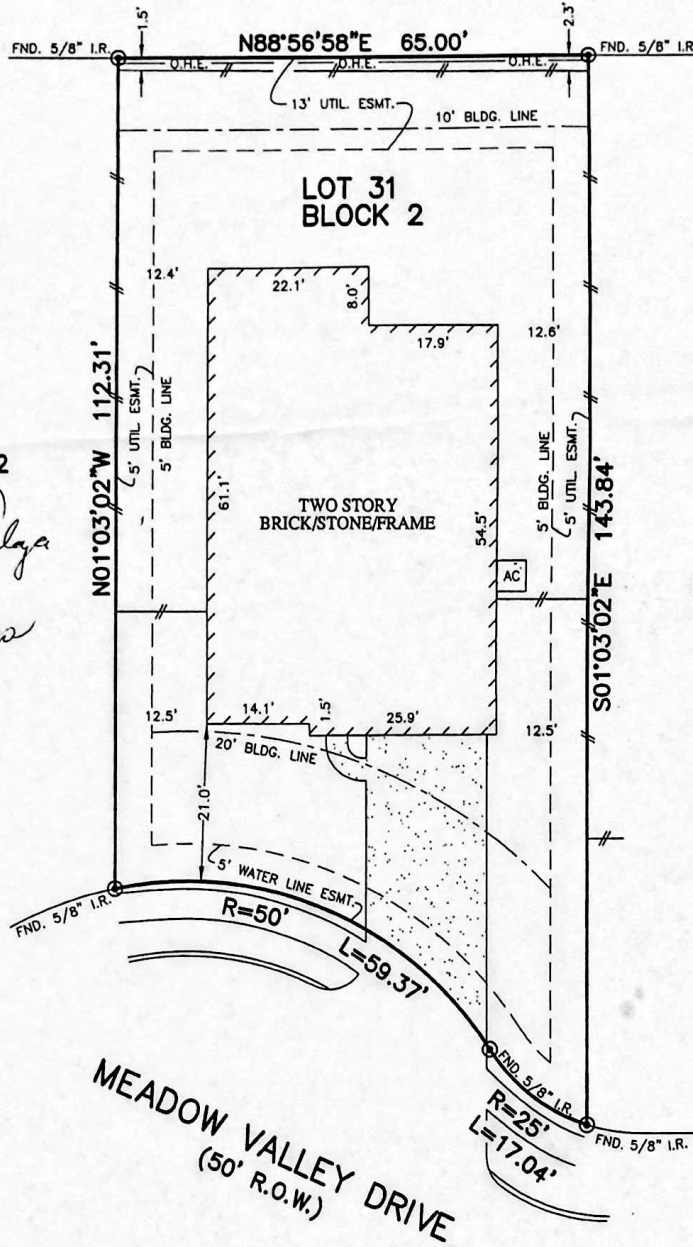 1.5'
2.3'
FND. 5/8" I.R.
N88°56'58"E 65.00'
FND. 5/8" I.R.
O.H.E.
O.H.E.
O.H.E.
13' UTIL. ESMT.
10' BLDG. LINE
LOT 31
BLOCK 2
12.4'
22.1'
8.0'
17.9'
12.6'
N01°03'02"W 112.31'
5' UTIL. ESMT.
5' BLDG. LINE
61.1'
TWO STORY
BRICK/STONE/FRAME
54.5'
5' BLDG. LINE
5' UTIL ESMT.
S01°03'02"E 143.84'
2
AC.
12.5'
14.1'
1.5'
25.9'
12.5'
20' BLDG. LINE
21.0'
5' WATER LINE ESMT.
FND. 5/8" I.R.
R=50'
L=59.37'
FND. 5/8" I.R.
R=25'
L=17.04'
FND. 5/8" I.R.
MEADOW VALLEY DRIVE
(50' R.O.W.)